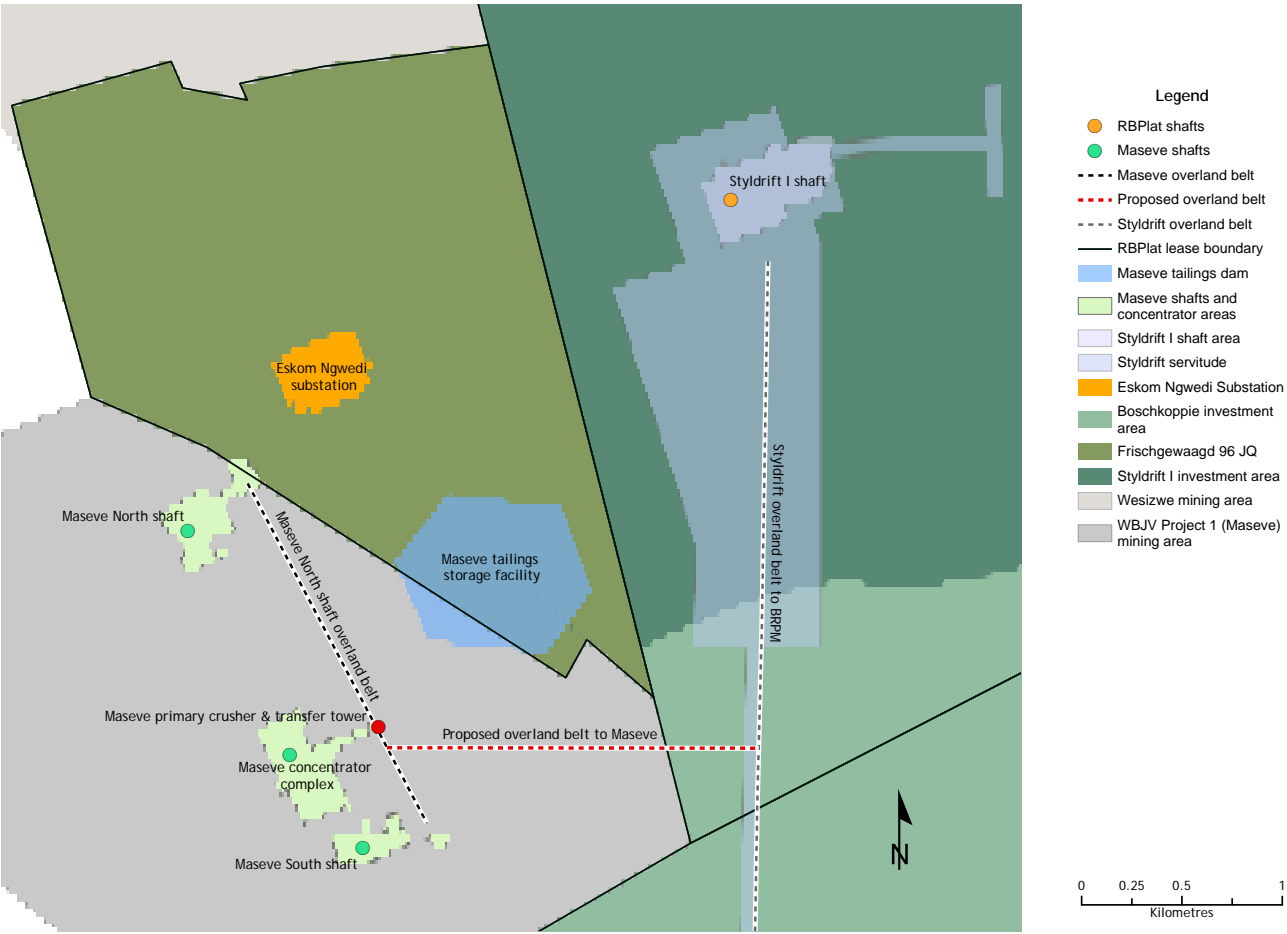 Styldrift I shaft
Eskom Ngwedi
substation
Maseve North shaft
Maseve North shaft overland belt
Maseve tailings
storage facility
Styldrift overland belt to BRPM
Maseve primary crusher & transfer tower
Proposed overland belt to Maseve
Maseve concentrator
complex
Maseve South shaft
N
Legend
RBPlat shafts
Maseve shafts
Maseve overland belt
Proposed overland belt
Styldrift overland belt
RBPlat lease boundary
Maseve tailings dam
Maseve shafts and
concentrator areas
Styldrift I shaft area
Styldrift servitude
Eskom Ngwedi Substation
Boschkoppie investment
area
Frischgewaagd 96 JQ
Styldrift I investment area
Wesizwe mining area
WBJV Project 1 (Maseve)
mining area
0 0.25 0.5 1
Kilometres